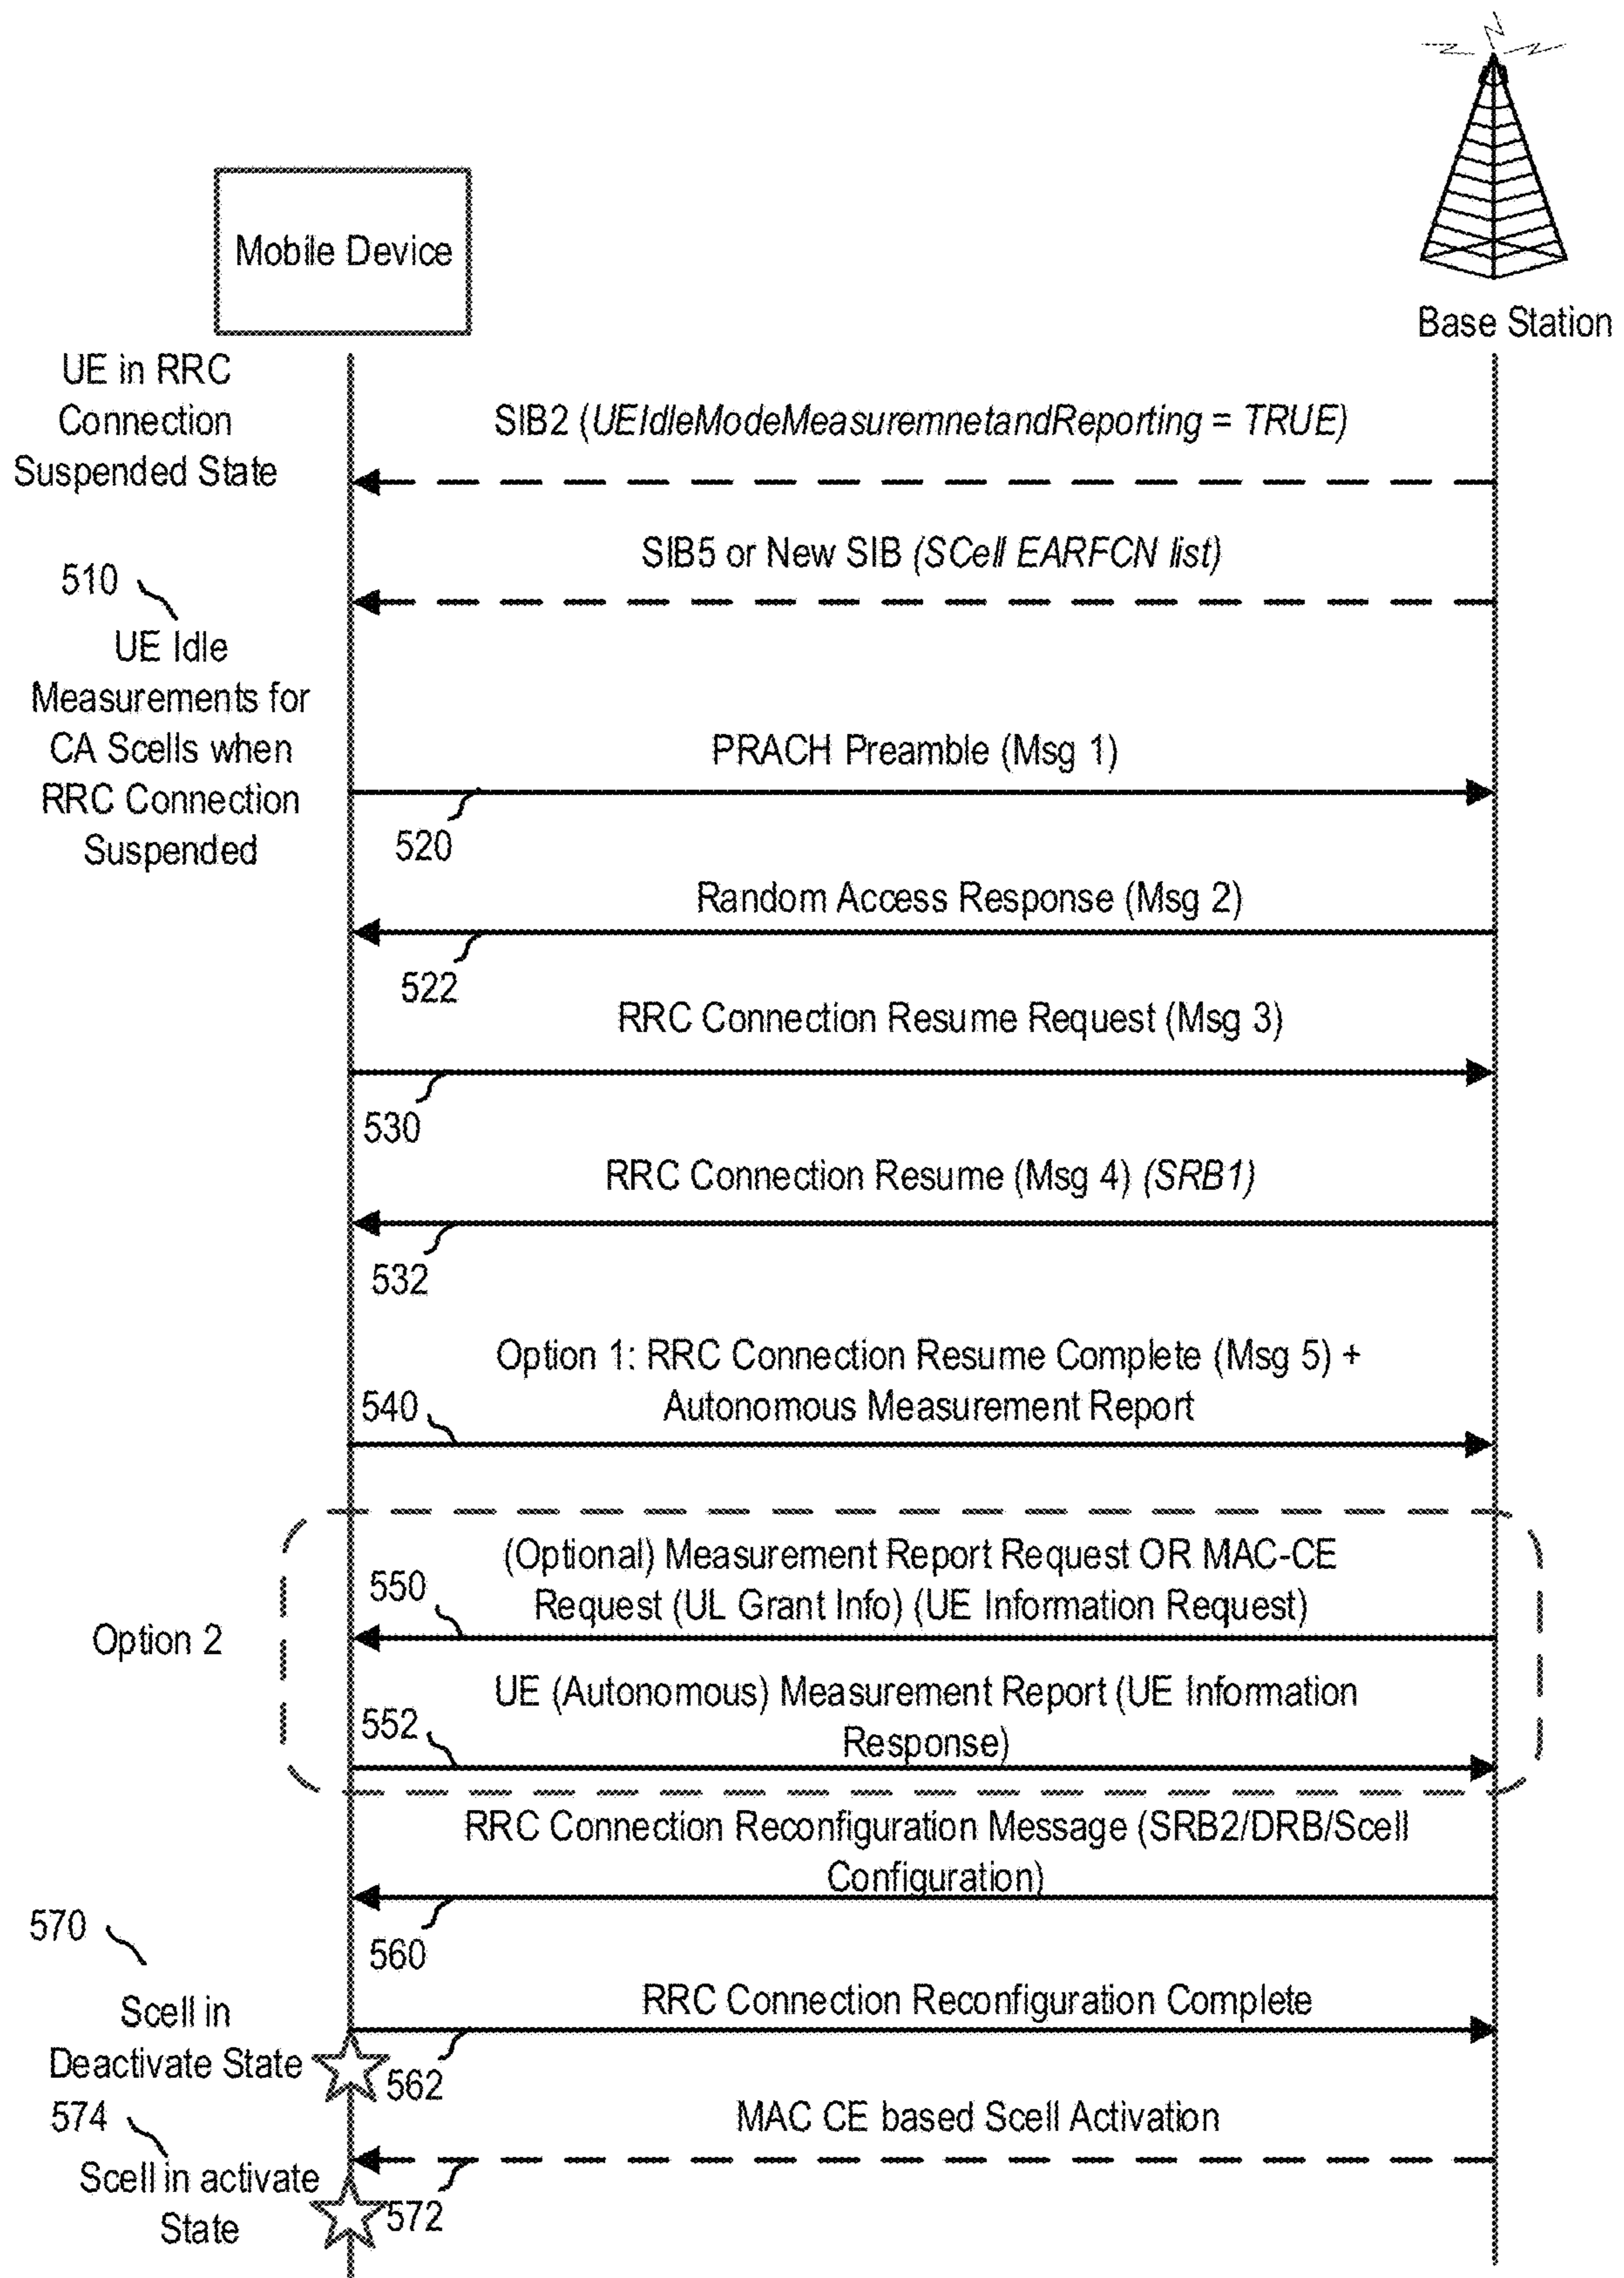 Mobile Device
Base Station
UE in RRC
Connection
Suspended State
SIB2 (UEIdleModeMeasuremnetandReporting = TRUE)
SIB5 or New SIB (SCell EARFCN list)
510
UE Idle
Measurements for
CA Scells when
RRC Connection
Suspended
PRACH Preamble (Msg 1)
520
Random Access Response (Msg 2)
522
RRC Connection Resume Request (Msg 3)
530
RRC Connection Resume (Msg 4) (SRB1)
532
Option 1: RRC Connection Resume Complete (Msg 5) +
Autonomous Measurement Report
540
Option 2
(Optional) Measurement Report Request OR MAC-CE
Request (UL Grant Info) (UE Information Request)
550
UE (Autonomous) Measurement Report (UE Information
Response)
552
RRC Connection Reconfiguration Message (SRB2/DRB/Scell
Configuration)
560
570
Scell in
Deactivate State
RRC Connection Reconfiguration Complete
562
574
Scell in activate
State
MAC CE based Scell Activation
572